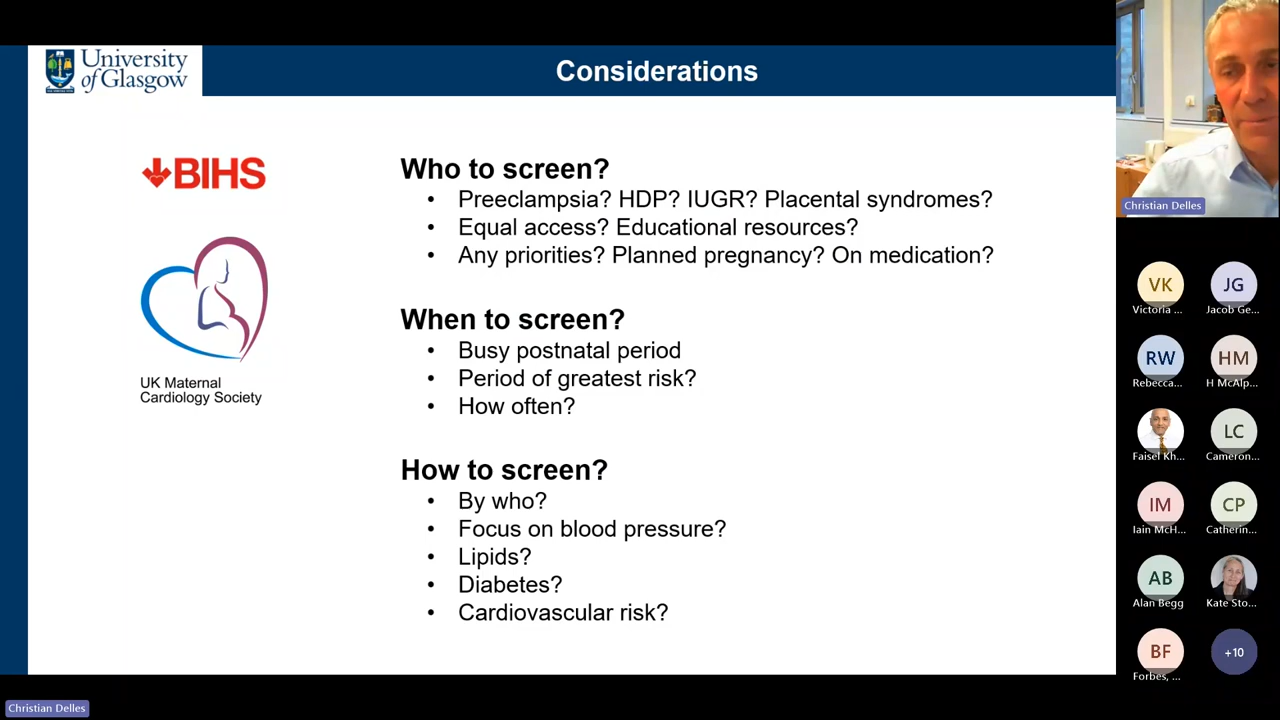 University
of Glasgow
Considerations
BIHS
UK Maternal
Cardiology Society
Who to screen?
• Preeclampsia? HDP? IUGR? Placental syndromes?
• Equal access? Educational resources?
• Any priorities? Planned pregnancy? On medication?
When to screen?
• Busy postnatal period
• Period of greatest risk?
• How often?
How to screen?
• By who?
• Focus on blood pressure?
• Lipids?
• Diabetes?
• Cardiovascular risk?
Christian Delles
VK
Victoria ...
JG
Jacob Ge...
RW
Rebecca...
HM
H McAlp...
Faisel Kh...
LC
Cameron...
IM
Iain McH...
CP
Catherin...
AB
Alan Begg
Kate Sto...
BF
Forbes, ...
+10
Christian Delles